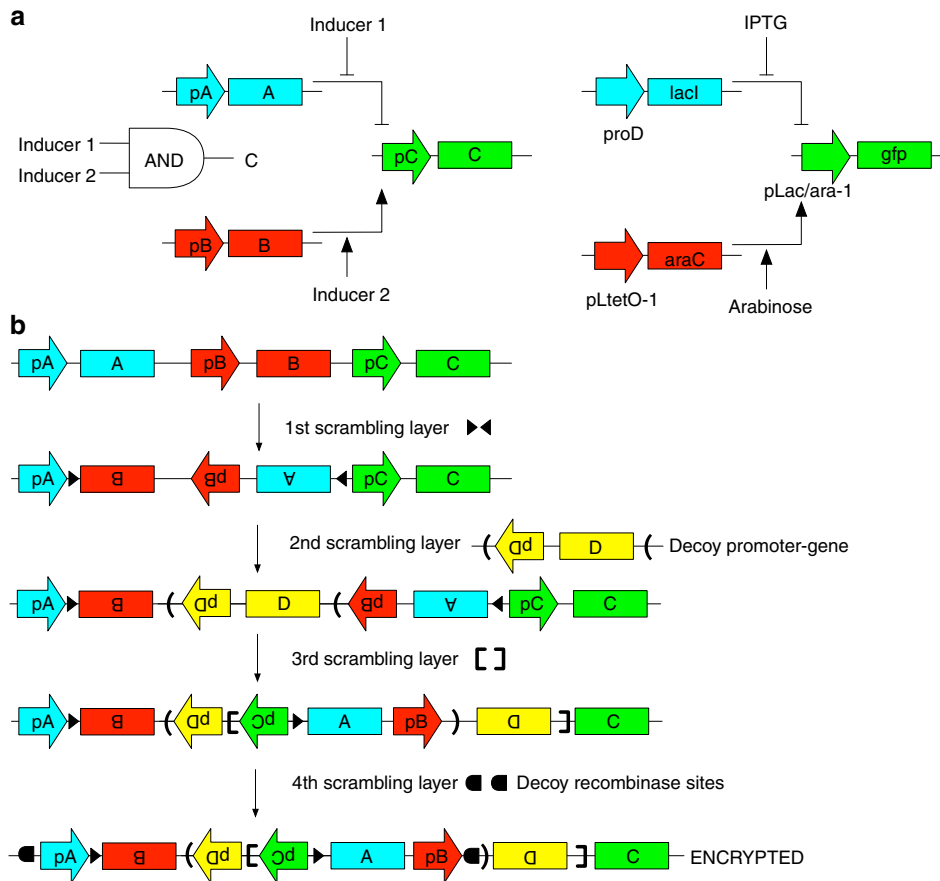 a
Inducer 1
IPTG
pA A
lacI
proD
Inducer 1
Inducer 2
AND
C
pC C
gfp
pLac/ara-1
pB B
araC
pLtetO-1
Inducer 2
Arabinose
b
pA A pB B pC C
1st scrambling layer
pA B pB A pC C
2nd scrambling layer
pD D
Decoy promoter-gene
pA B pD D pB A pC C
3rd scrambling layer [ ]
pA B pD pC A pB D C
4th scrambling layer
Decoy recombinase sites
pA B pD pC A pB D C ENCRYPTED